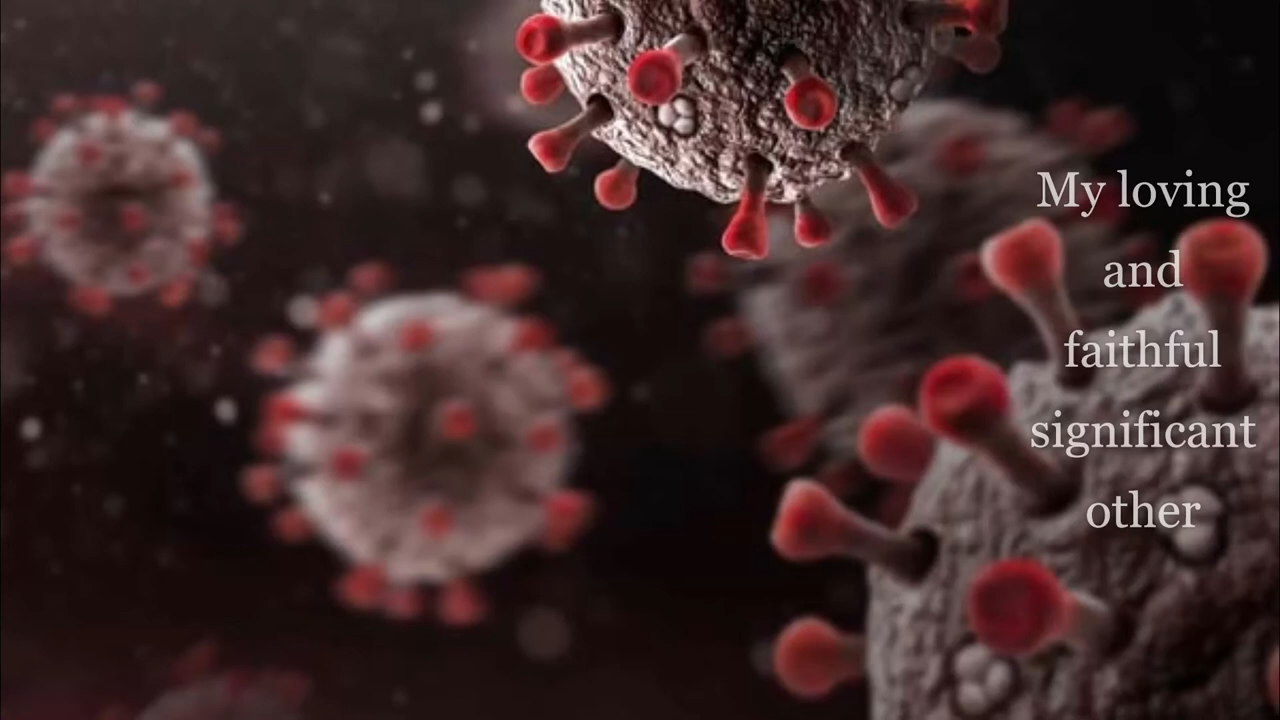 My loving
and
faithful
significant
other